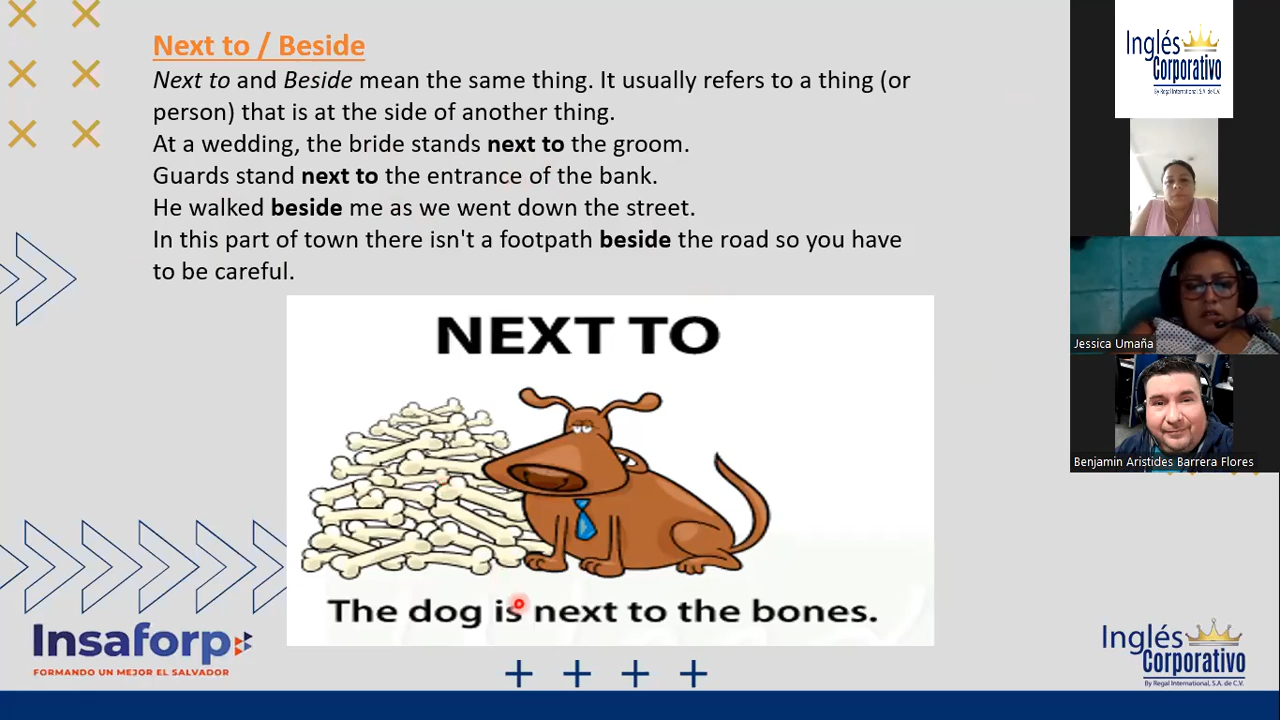 Next to / Beside
Next to and Beside mean the same thing. It usually refers to a thing (or
person) that is at the side of another thing.
At a wedding, the bride stands next to the groom.
Guards stand next to the entrance of the bank.
He walked beside me as we went down the street.
In this part of town there isn't a footpath beside the road so you have
to be careful.
NEXT TO
The dog is next to the bones.
Insaforp
FORMANDO UN MEJOR EL SALVADOR
Inglés
Corporativo
By Regal International, S.A. de C.V.
Jessica Umaña
Benjamin Aristides Barrera Flores
Inglés
Corporativo
By Regal International, S.A. de C.V.